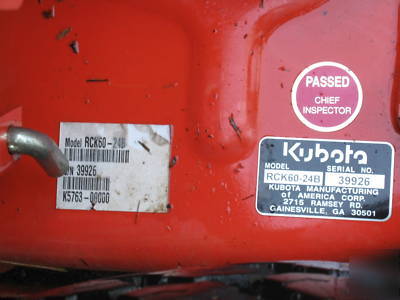 Model RCK60-24B
SN 39926
K5763-00000
PASSED
CHIEF
INSPECTOR
Kubota
MODEL SERIAL NO.
RCK60-24B 39926
KUBOTA MANUFACTURING
of AMERICA CORP.
2715 RAMSEY RD.
GAINESVILLE, GA 30501